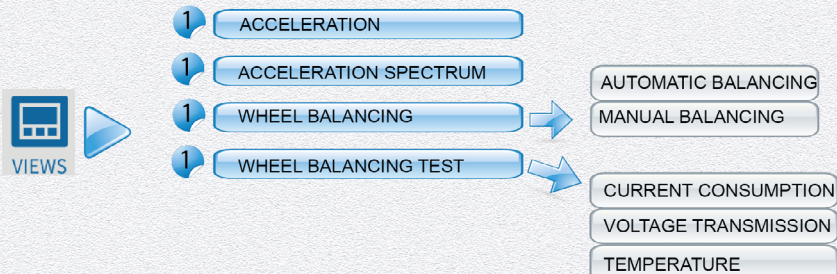 1 ACCELERATION
1 ACCELERATION SPECTRUM
1 WHEEL BALANCING
1 WHEEL BALANCING TEST
VIEWS
AUTOMATIC BALANCING
MANUAL BALANCING
CURRENT CONSUMPTION
VOLTAGE TRANSMISSION
TEMPERATURE